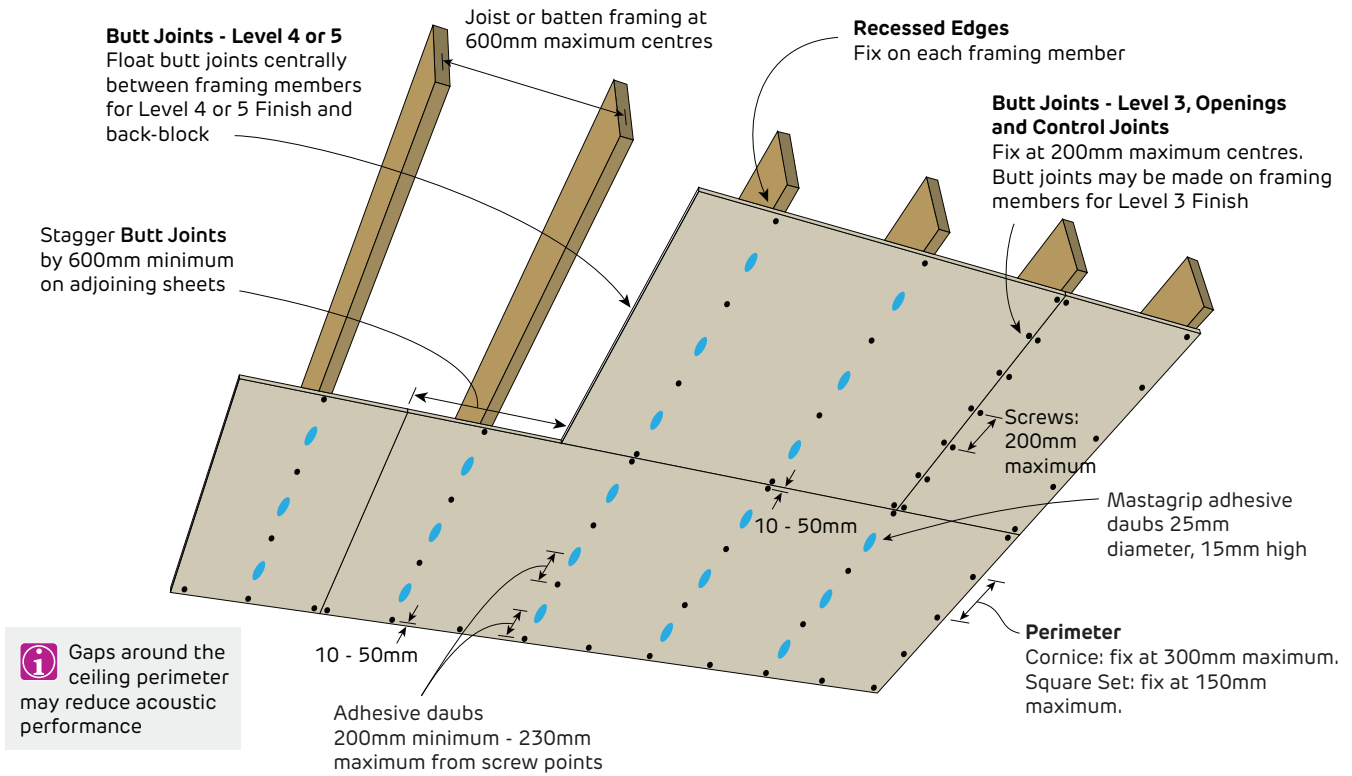 Butt Joints - Level 4 or 5
Float butt joints centrally
between framing members
for Level 4 or 5 Finish and
back-block
Joist or batten framing at
600mm maximum centres
Recessed Edges
Fix on each framing member
Butt Joints - Level 3, Openings
and Control Joints
Fix at 200mm maximum centres.
Butt joints may be made on framing
members for Level 3 Finish
Stagger Butt Joints
by 600mm minimum
on adjoining sheets
Screws:
200mm
maximum
10 - 50mm
Mastagrip adhesive
daubs 25mm
diameter, 15mm high
10 - 50mm
Perimeter
Cornice: fix at 300mm maximum.
Square Set: fix at 150mm
maximum.
i Gaps around the
ceiling perimeter
may reduce acoustic
performance
Adhesive daubs
200mm minimum - 230mm
maximum from screw points